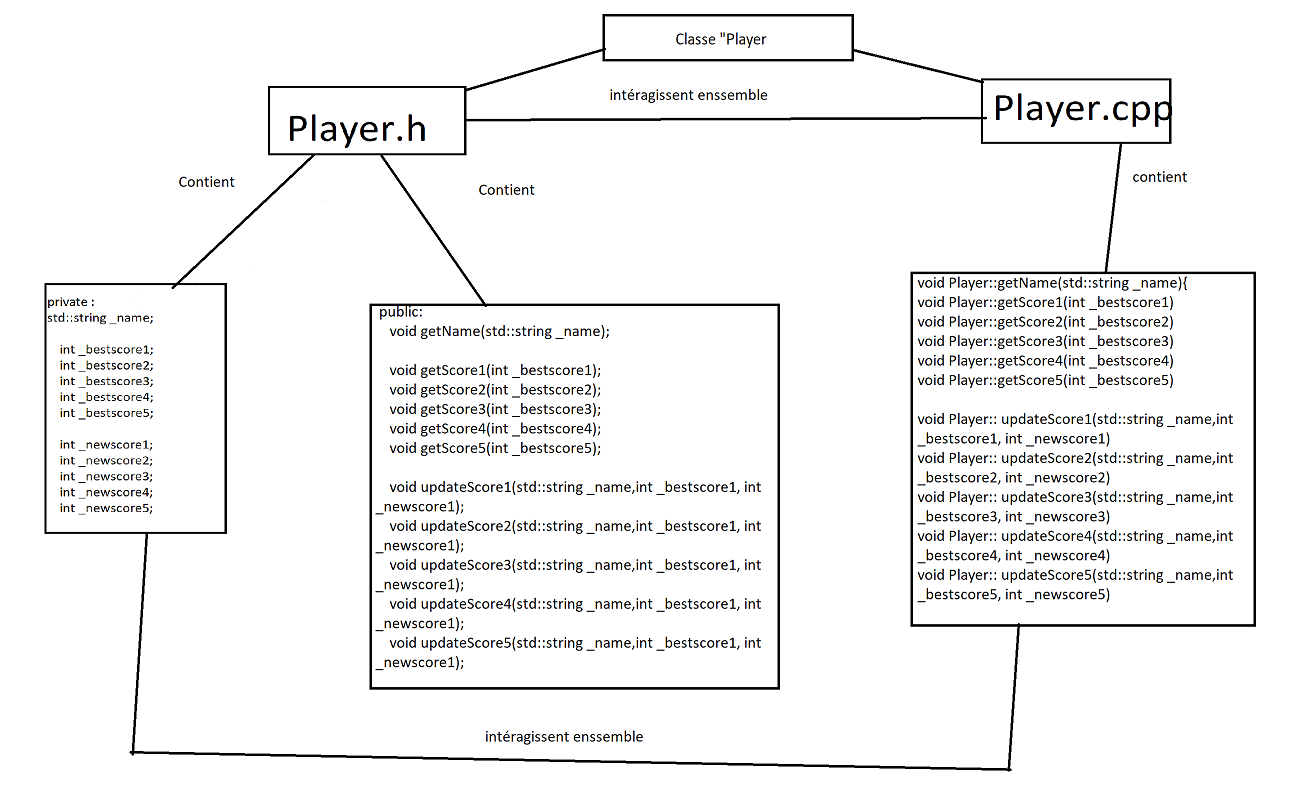 Classe "Player
intéragissent enssemble
Player.h
Player.cpp
Contient
Contient
contient
private :
std::string _name;
int _bestscore1;
int _bestscore2;
int _bestscore3;
int _bestscore4;
int _bestscore5;
int _newscore1;
int _newscore2;
int _newscore3;
int _newscore4;
int _newscore5;
public:
void getName(std::string _name);
void getScore1(int _bestscore1);
void getScore2(int _bestscore2);
void getScore3(int _bestscore3);
void getScore4(int _bestscore4);
void getScore5(int _bestscore5);
void updateScore1(std::string _name,int _bestscore1, int
_newscore1);
void updateScore2(std::string _name,int _bestscore1, int
_newscore1);
void updateScore3(std::string _name,int _bestscore1, int
_newscore1);
void updateScore4(std::string _name,int _bestscore1, int
_newscore1);
void updateScore5(std::string _name,int _bestscore1, int
_newscore1);
void Player::getName(std::string _name){
void Player::getScore1(int _bestscore1)
void Player::getScore2(int _bestscore2)
void Player::getScore3(int _bestscore3)
void Player::getScore4(int _bestscore4)
void Player::getScore5(int _bestscore5)
void Player:: updateScore1(std::string _name,int
_bestscore1, int _newscore1)
void Player:: updateScore2(std::string _name,int
_bestscore2, int _newscore2)
void Player:: updateScore3(std::string _name,int
_bestscore3, int _newscore3)
void Player:: updateScore4(std::string _name,int
_bestscore4, int _newscore4)
void Player:: updateScore5(std::string _name,int
_bestscore5, int _newscore5)
intéragissent enssemble